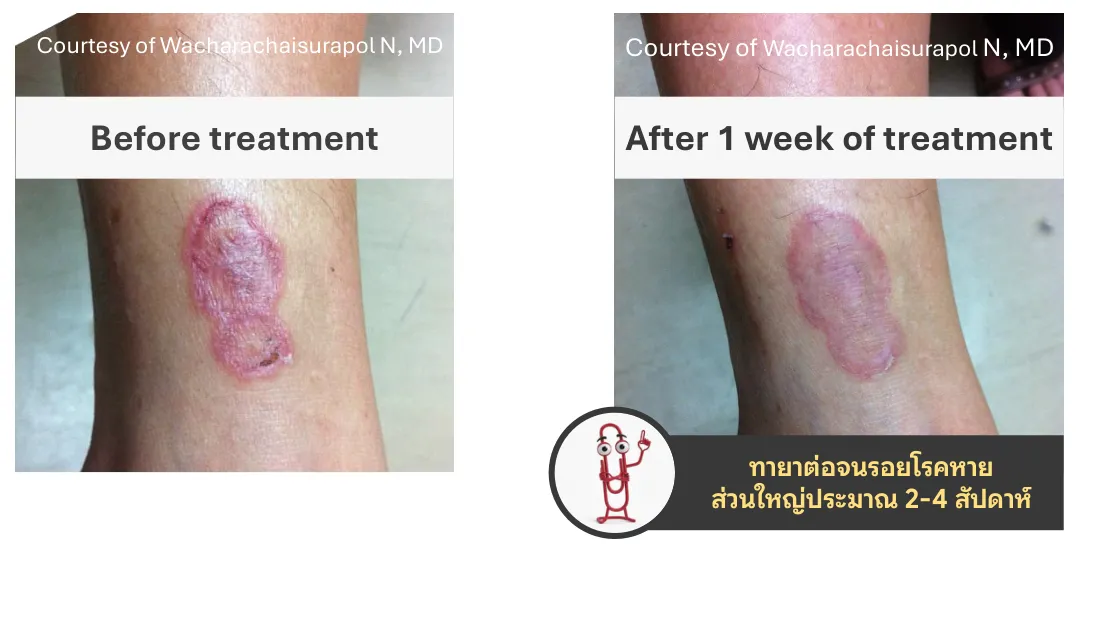 Courtesy of Wacharachaisurapol N, MD
Before treatment
Courtesy of Wacharachaisurapol N, MD
After 1 week of treatment
ทายาต่อจนรอยโรคหาย
ส่วนใหญ่ประมาณ 2-4 สัปดาห์